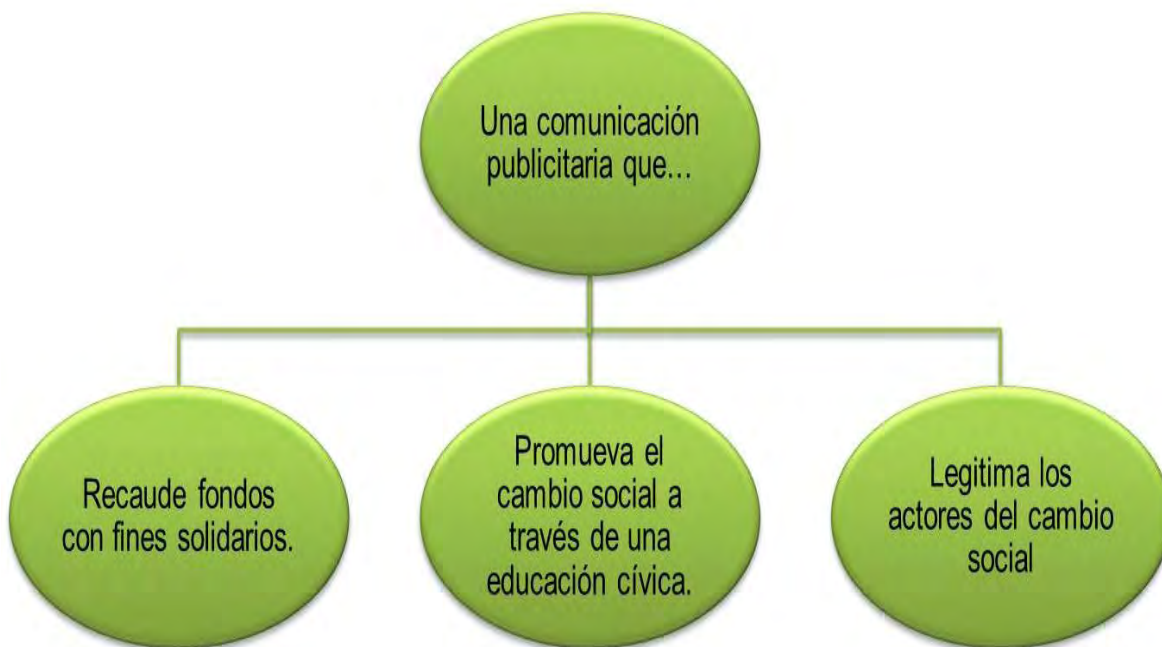 Una comunicación
publicitaria que...
Recaude fondos
con fines solidarios.
Promueva el
cambio social a
través de una
educación cívica.
Legitima los
actores del cambio
social